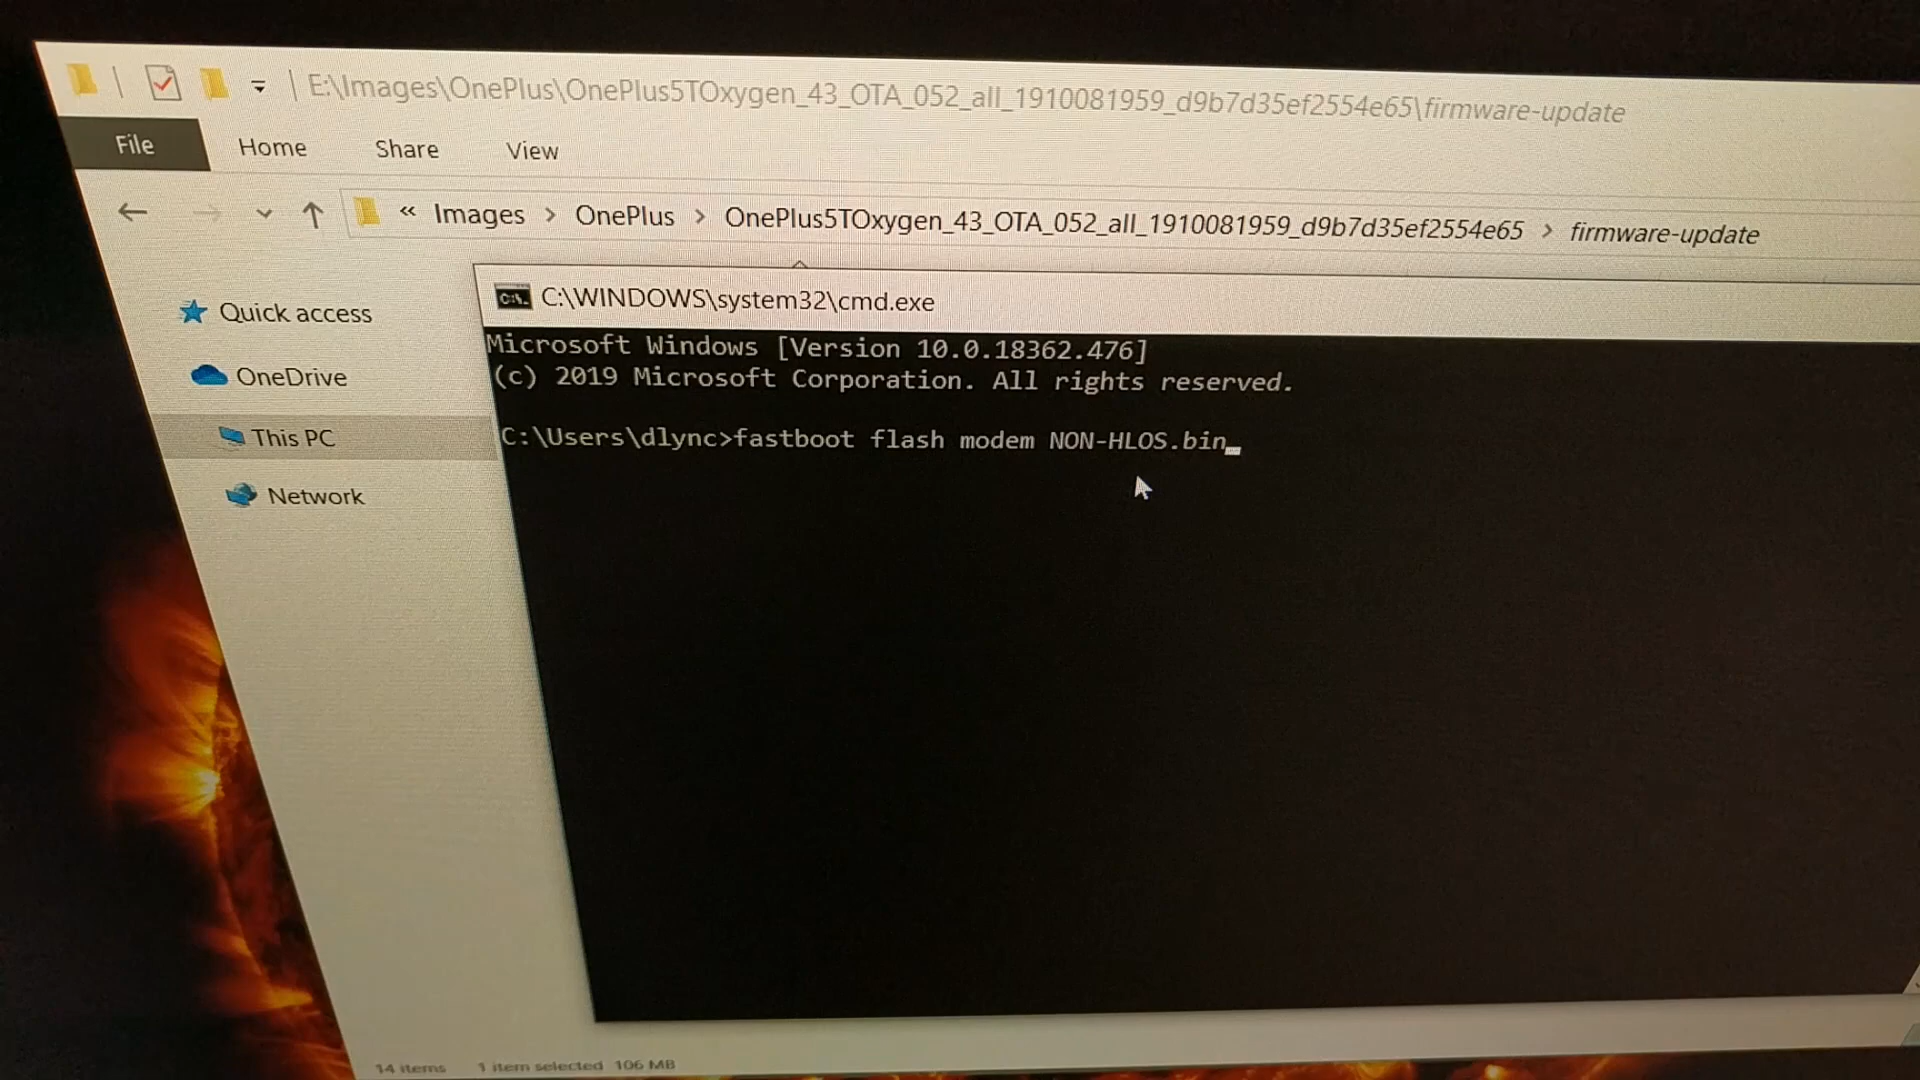 E:\Images\OnePlus\OnePlus5TOxygen_43_OTA_052_all_1910081959_d9b7d35ef2554e65\firmware-update
File Home Share View
« Images > OnePlus > OnePlus5TOxygen_43_OTA_052_all_1910081959_d9b7d35ef2554e65 > firmware-update
Quick access
OneDrive
This PC
Network
C:\WINDOWS\system32\cmd.exe
Microsoft Windows [Version 10.0.18362.476]
(c) 2019 Microsoft Corporation. All rights reserved.
C:\Users\dlync>fastboot flash modem NON-HLOS.bin
14 items 1 item selected 106 MB